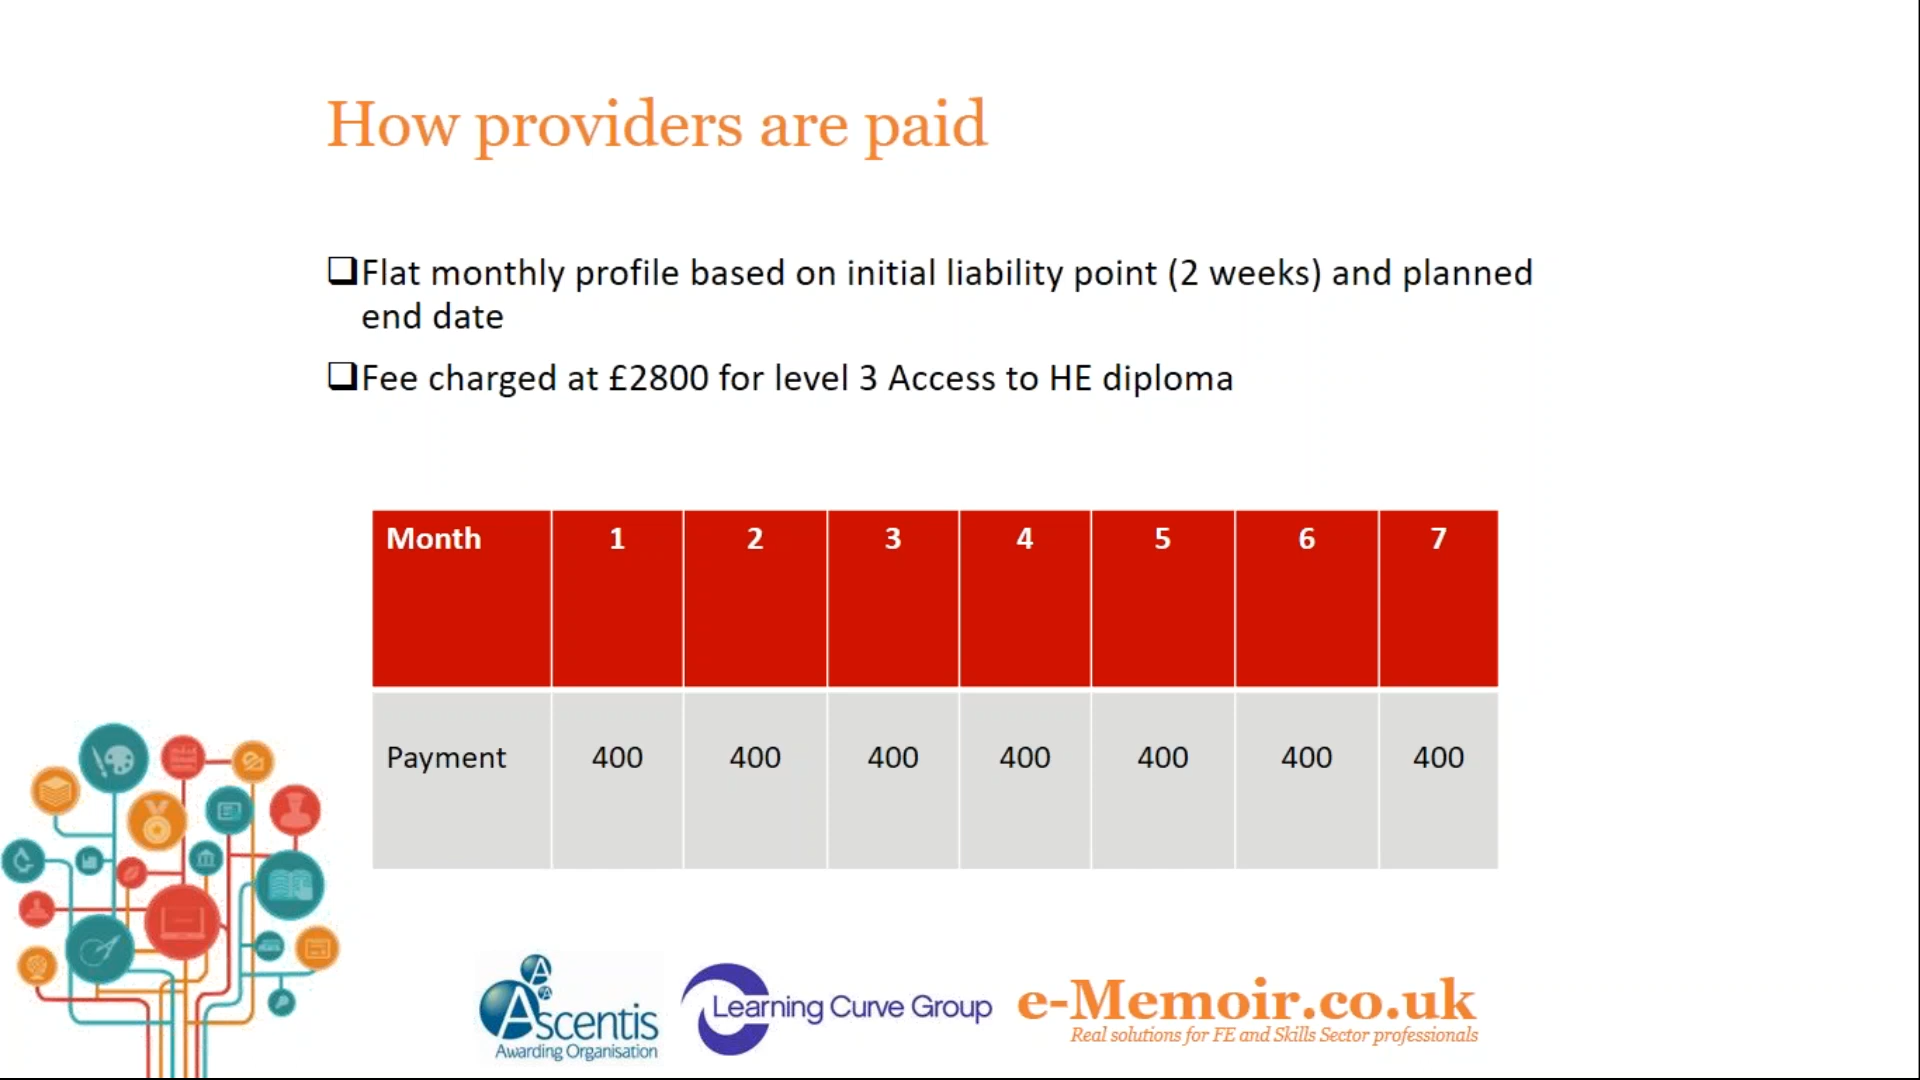 How providers are paid
❑Flat monthly profile based on initial liability point (2 weeks) and planned
end date
❑Fee charged at £2800 for level 3 Access to HE diploma
Month 1 2 3 4 5 6 7
Payment 400 400 400 400 400 400 400
A
A
Ascentis
Awarding Organisation
Learning Curve Group
e-Memoir.co.uk
Real solutions for FE and Skills Sector professionals